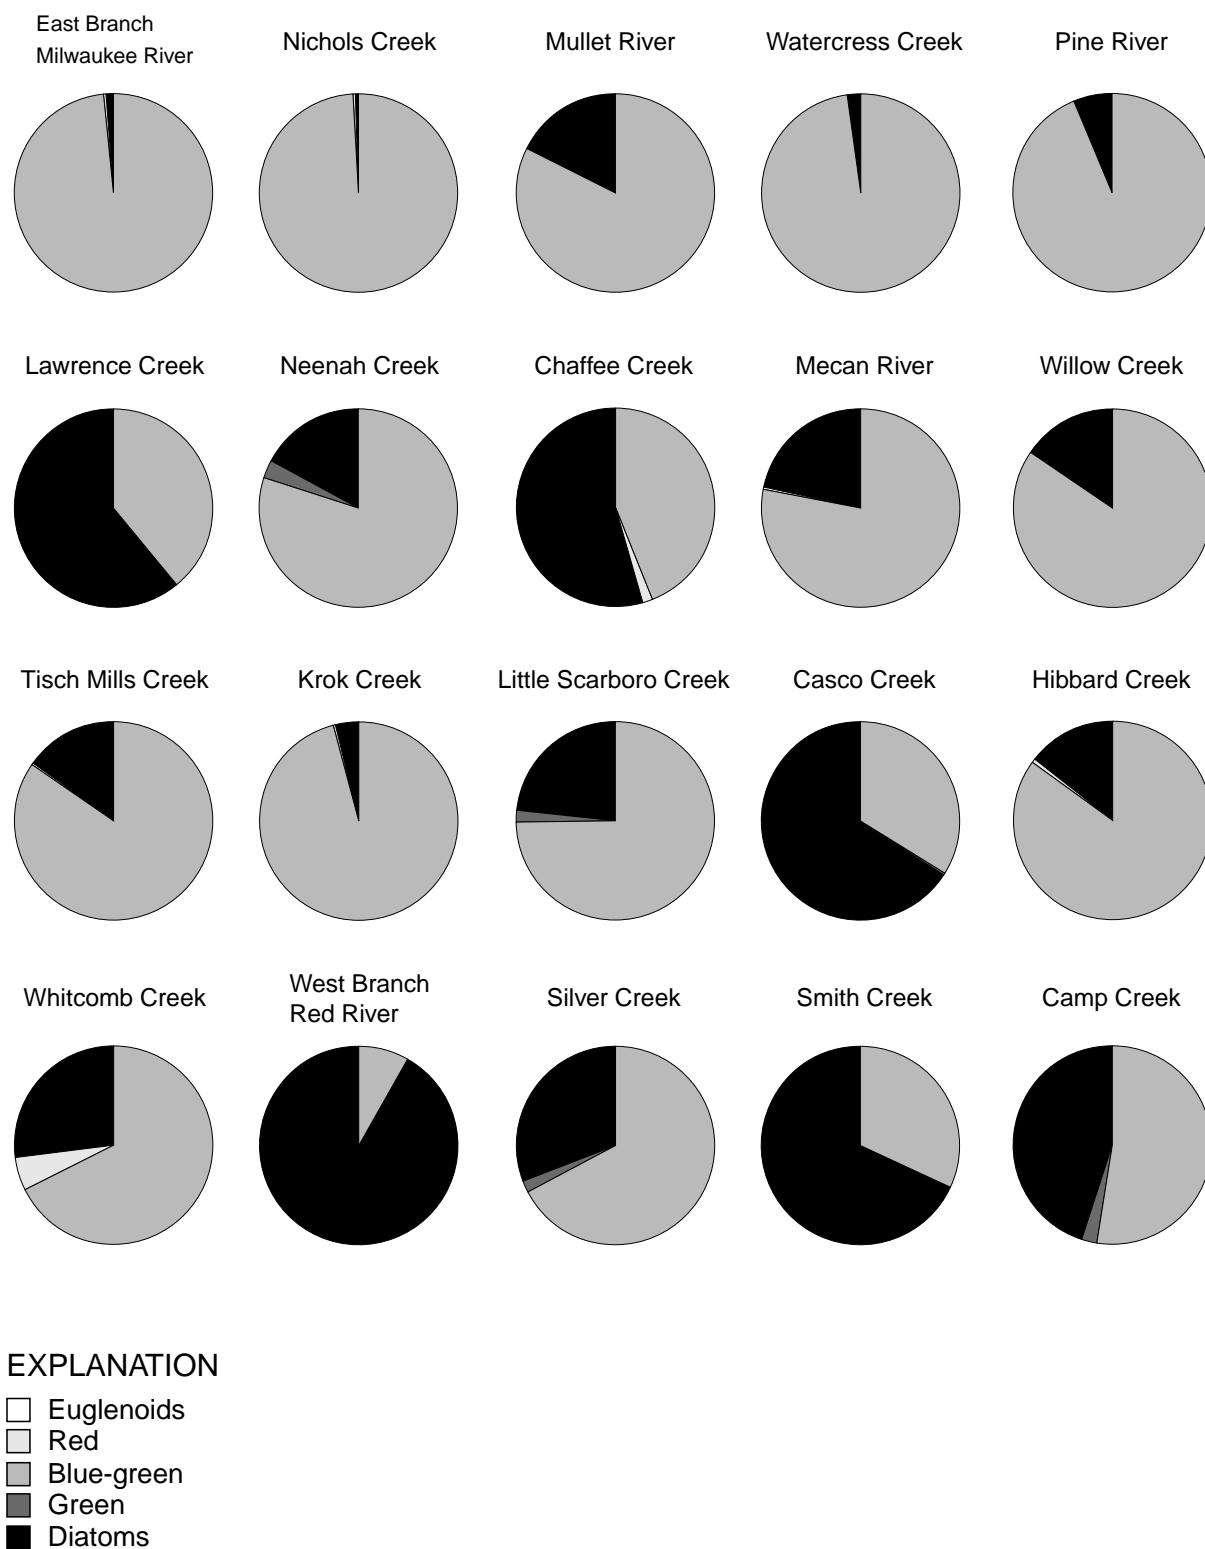 East Branch
Milwaukee River
Nichols Creek
Mullet River
Watercress Creek
Pine River
Lawrence Creek
Neenah Creek
Chaffee Creek
Mecan River
Willow Creek
Tisch Mills Creek
Krok Creek
Little Scarboro Creek
Casco Creek
Hibbard Creek
Whitcomb Creek
West Branch
Red River
Silver Creek
Smith Creek
Camp Creek
EXPLANATION
Euglenoids
Red
Blue-green
Green
Diatoms